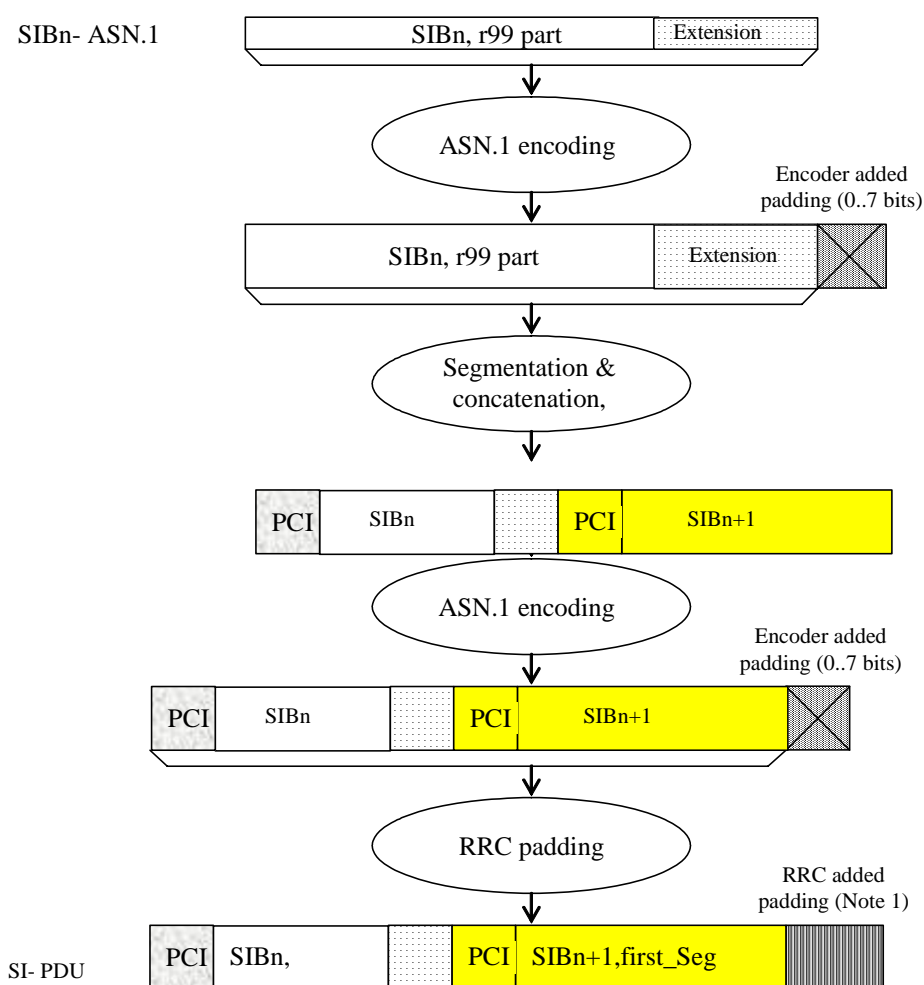 SIBn- ASN.1
SIBn, r99 part
Extension
ASN.1 encoding
Encoder added
padding (0..7 bits)
SIBn, r99 part
Extension
Segmentation &
concatenation,
PCI
SIBn
PCI
SIBn+1
ASN.1 encoding
Encoder added
padding (0..7 bits)
PCI
SIBn
PCI
SIBn+1
RRC padding
RRC added
padding (Note 1)
SI- PDU
PCI
SIBn,
PCI
SIBn+1,first_Seg